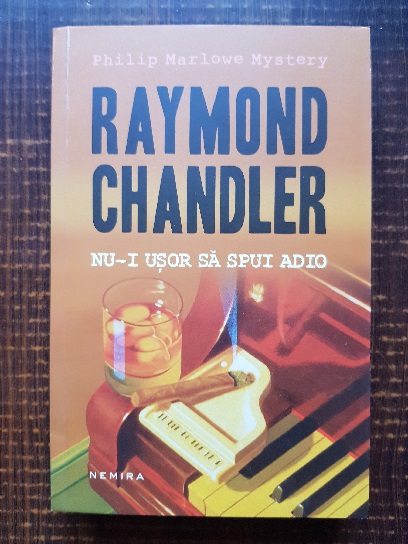 Philip Marlowe Mystery
RAYMOND
CHANDLER
NU-I UȘOR SĂ SPUI ADIO
NEMIRA